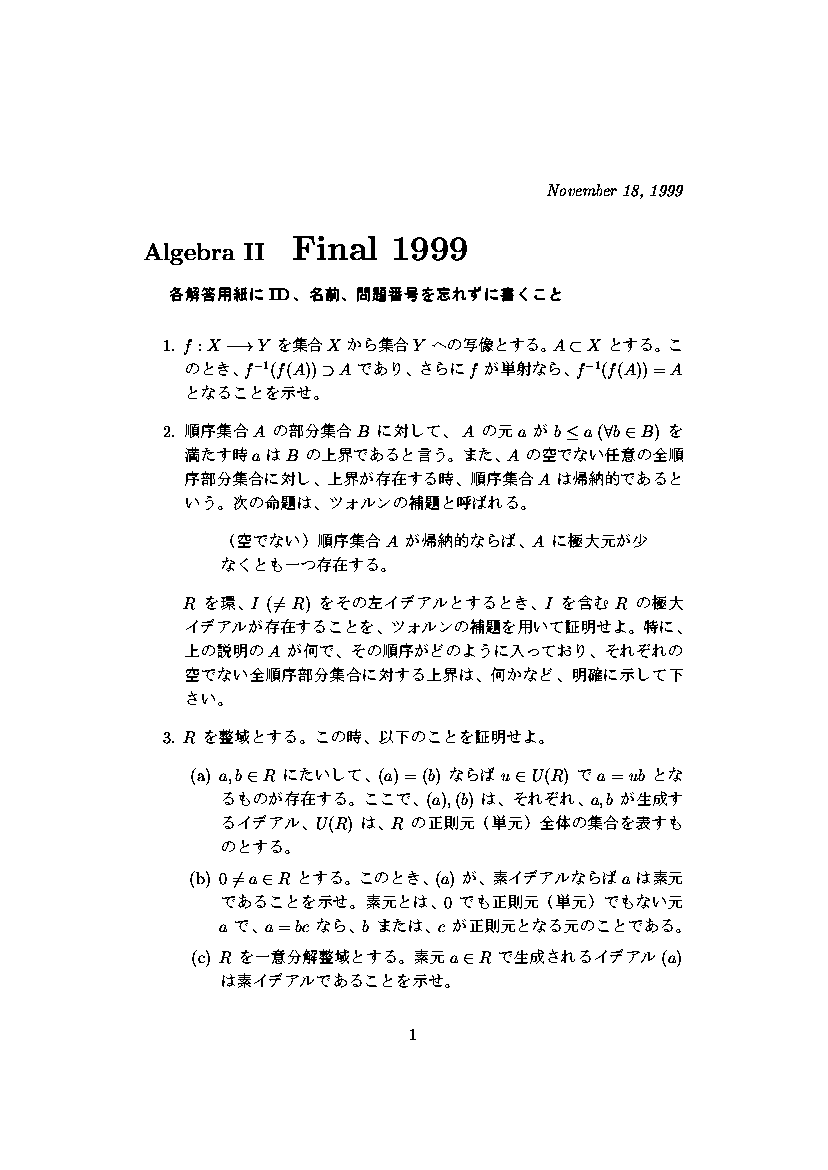 November 18, 1999
Algebra II Final 1999
各解答用紙に ID、名前、問題番号を忘れずに書くこと
1. f : X ⟶ Y を集合 X から集合 Y への写像とする。A ⊂ X とする。こ
のとき、f⁻¹(f(A)) ⊃ A であり、さらに f が単射なら、f⁻¹(f(A)) = A
となることを示せ。
2. 順序集合 A の部分集合 B に対して、 A の元 a が b ≤ a (∀b ∈ B) を
満たす時 a は B の上界であると言う。また、A の空でない任意の全順
序部分集合に対し、上界が存在する時、順序集合 A は帰納的であると
いう。次の命題は、ツォルンの補題と呼ばれる。
（空でない）順序集合 A が帰納的ならば、A に極大元が少
なくとも一つ存在する。
R を環、I (≠ R) をその左イデアルとするとき、I を含む R の極大
イデアルが存在することを、ツォルンの補題を用いて証明せよ。特に、
上の説明の A が何で、その順序がどのように入っており、それぞれの
空でない全順序部分集合に対する上界は、何かなど、明確に示して下
さい。
3. R を整域とする。この時、以下のことを証明せよ。
(a) a, b ∈ R にたいして、(a) = (b) ならば u ∈ U(R) で a = ub とな
るものが存在する。ここで、(a), (b) は、それぞれ、a, b が生成す
るイデアル、U(R) は、R の正則元（単元）全体の集合を表すも
のとする。
(b) 0 ≠ a ∈ R とする。このとき、(a) が、素イデアルならば a は素元
であることを示せ。素元とは、0 でも正則元（単元）でもない元
a で、a = bc なら、b または、c が正則元となる元のことである。
(c) R を一意分解整域とする。素元 a ∈ R で生成されるイデアル (a)
は素イデアルであることを示せ。
1